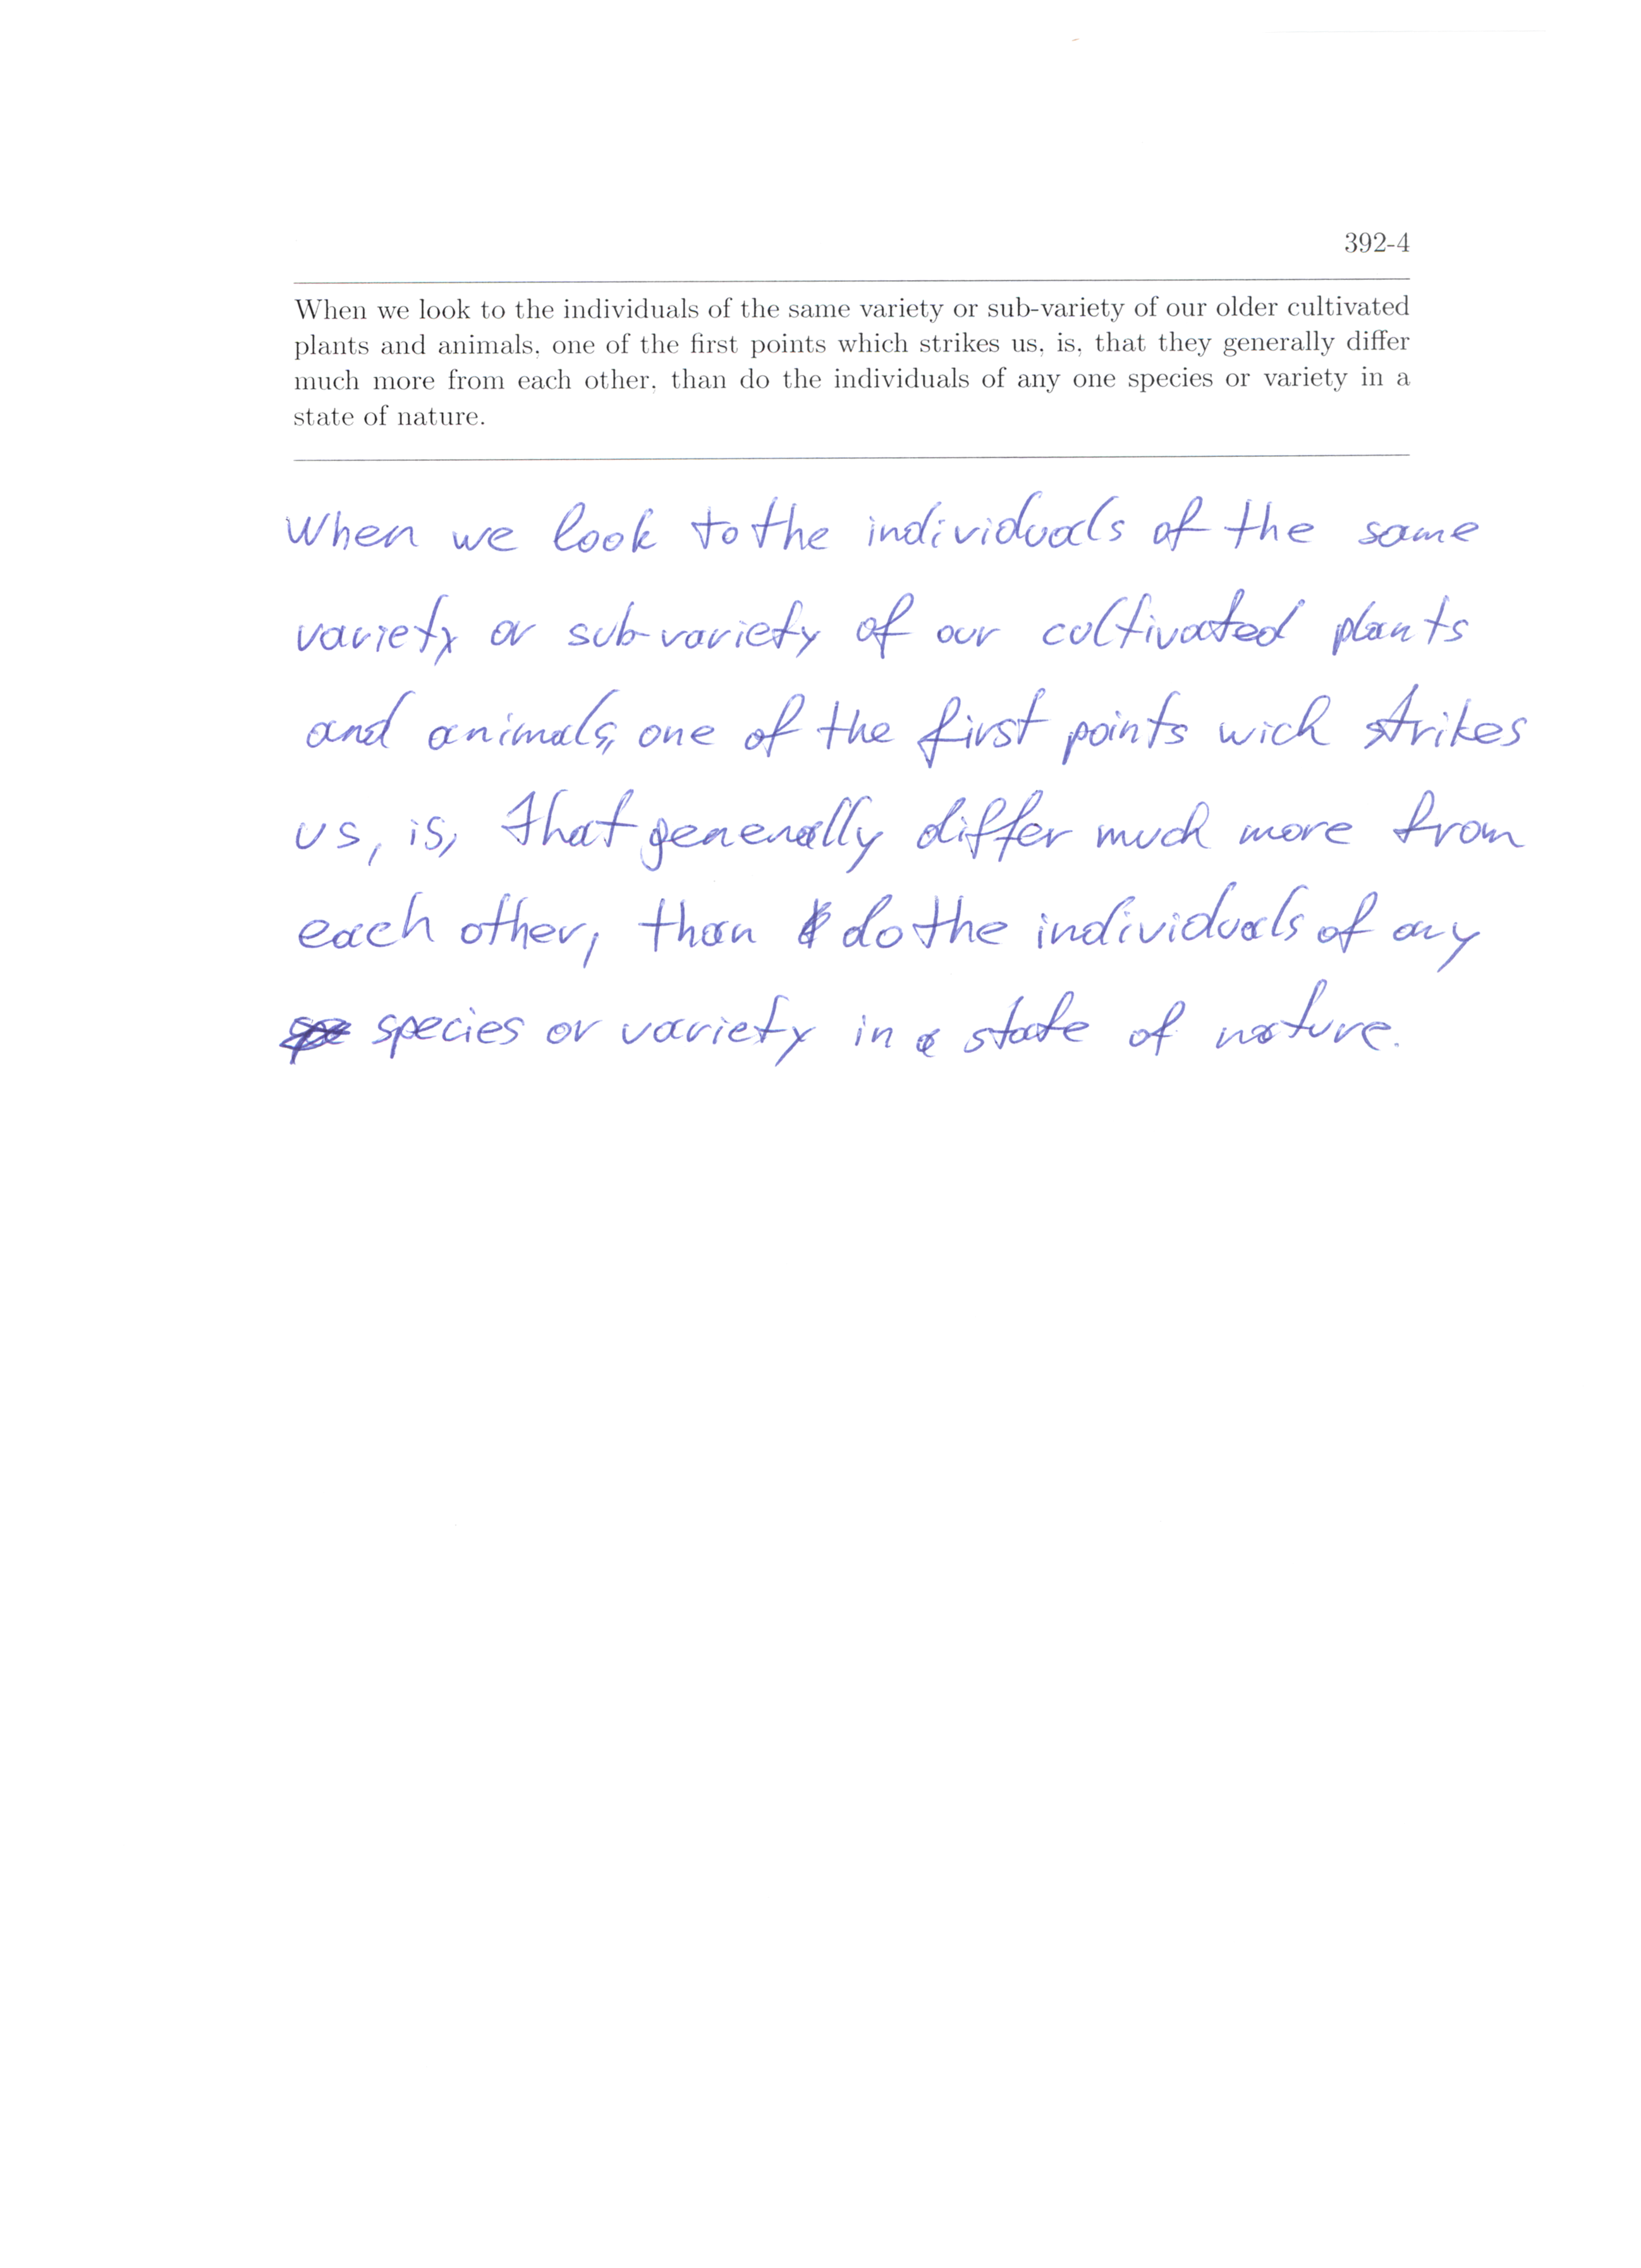 392-4
When we look to the individuals of the same variety or sub-variety of our older cultivated
plants and animals, one of the first points which strikes us, is, that they generally differ
much more from each other, than do the individuals of any one species or variety in a
state of nature.
When we look to the individuals of the same
variety or sub-variety of our cultivated plants
and animals, one of the first points wich strikes
us, is, that generally differ much more from
each other, than do the individuals of any
species or variety in a state of nature.